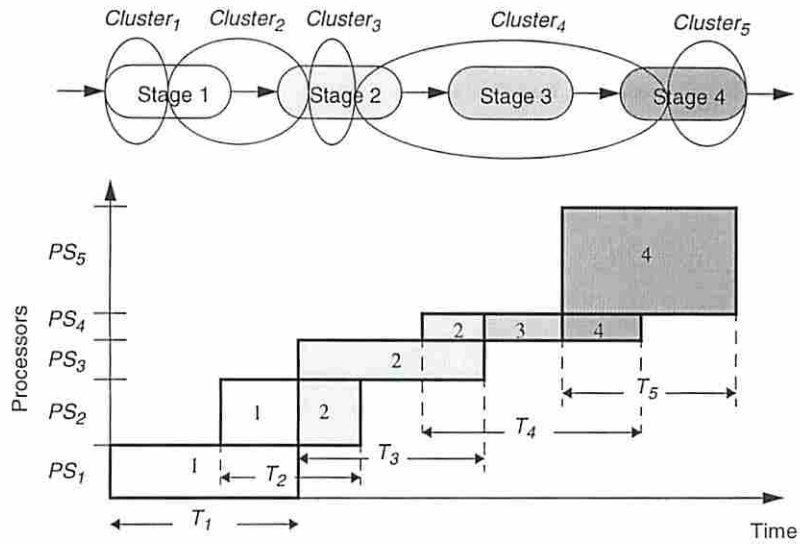 Cluster1 Cluster2 Cluster3 Cluster4 Cluster5
Stage 1 Stage 2 Stage 3 Stage 4
Processors
PS5
PS4
PS3
PS2
PS1
4
2 3 4
2
1 2
1
T5
T4
T3
T2
T1
Time